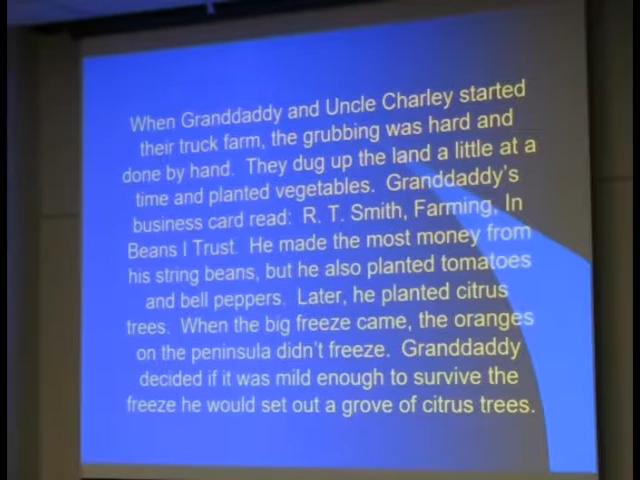 When Granddaddy and Uncle Charley started
their truck farm, the grubbing was hard and
done by hand. They dug up the land a little at a
time and planted vegetables. Granddaddy's
business card read: R. T. Smith, Farming, In
Beans I Trust. He made the most money from
his string beans, but he also planted tomatoes
and bell peppers. Later, he planted citrus
trees. When the big freeze came, the oranges
on the peninsula didn't freeze. Granddaddy
decided if it was mild enough to survive the
freeze he would set out a grove of citrus trees.